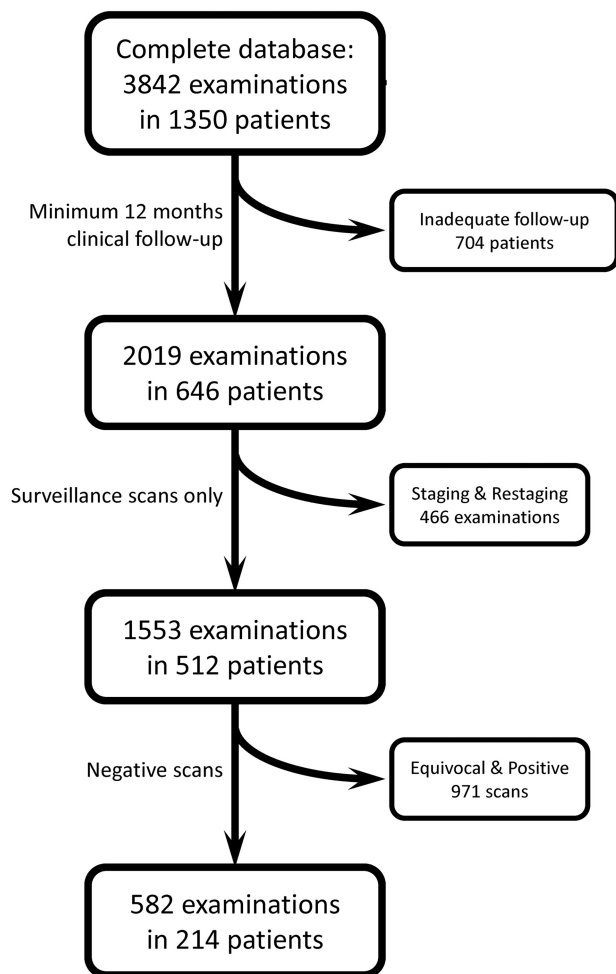 Complete database:
3842 examinations
in 1350 patients
Minimum 12 months
clinical follow-up
Inadequate follow-up
704 patients
2019 examinations
in 646 patients
Surveillance scans only
Staging & Restaging
466 examinations
1553 examinations
in 512 patients
Negative scans
Equivocal & Positive
971 scans
582 examinations
in 214 patients